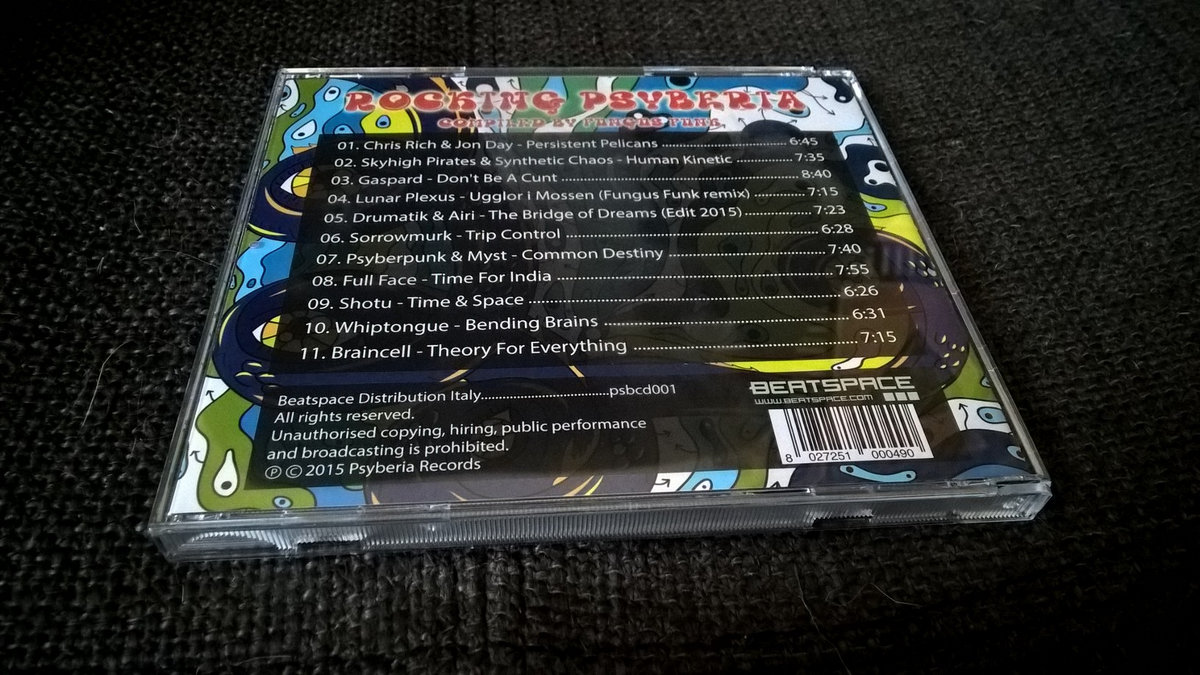 ROCKING PSYBERIA
COMPILED BY FUNGUS FUNK
01. Chris Rich & Jon Day - Persistent Pelicans ................................ 6:45
02. Skyhigh Pirates & Synthetic Chaos - Human Kinetic .................. 7:35
03. Gaspard - Don't Be A Cunt ............................................................ 8:40
04. Lunar Plexus - Ugglor i Mossen (Fungus Funk remix) ............ 7:15
05. Drumatik & Airi - The Bridge of Dreams (Edit 2015) ............... 7:23
06. Sorrowmurk - Trip Control ........................................................ 6:28
07. Psyberpunk & Myst - Common Destiny .................................. 7:40
08. Full Face - Time For India .......................................................... 7:55
09. Shotu - Time & Space ................................................................ 6:26
10. Whiptongue - Bending Brains .................................................. 6:31
11. Braincell - Theory For Everything ............................................. 7:15
Beatspace Distribution Italy....................................psbcd001
All rights reserved.
Unauthorised copying, hiring, public performance
and broadcasting is prohibited.
℗ © 2015 Psyberia Records
BEATSPACE
WWW.BEATSPACE.COM
8 027251 000490